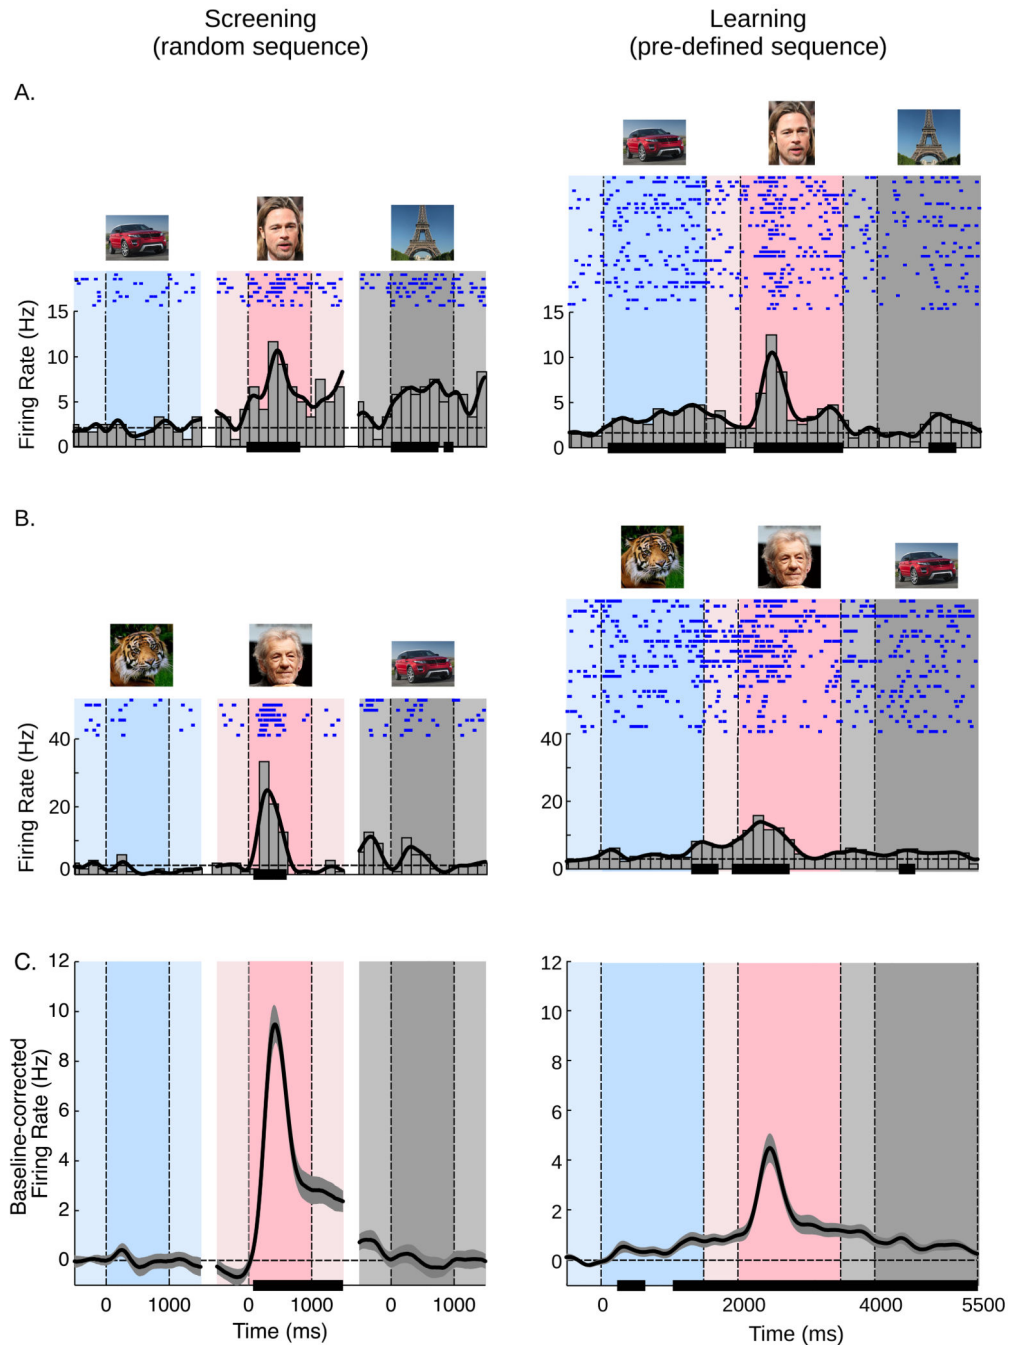 Screening
(random sequence)
Learning
(pre-defined sequence)
A.
Firing Rate (Hz)
15
10
5
0
15
10
5
0
B.
Firing Rate (Hz)
40
20
0
40
20
0
C.
Baseline-corrected
Firing Rate (Hz)
12
10
8
6
4
2
0
12
10
8
6
4
2
0
0 1000 0 1000 0 1000
Time (ms)
0 2000 4000 5500
Time (ms)